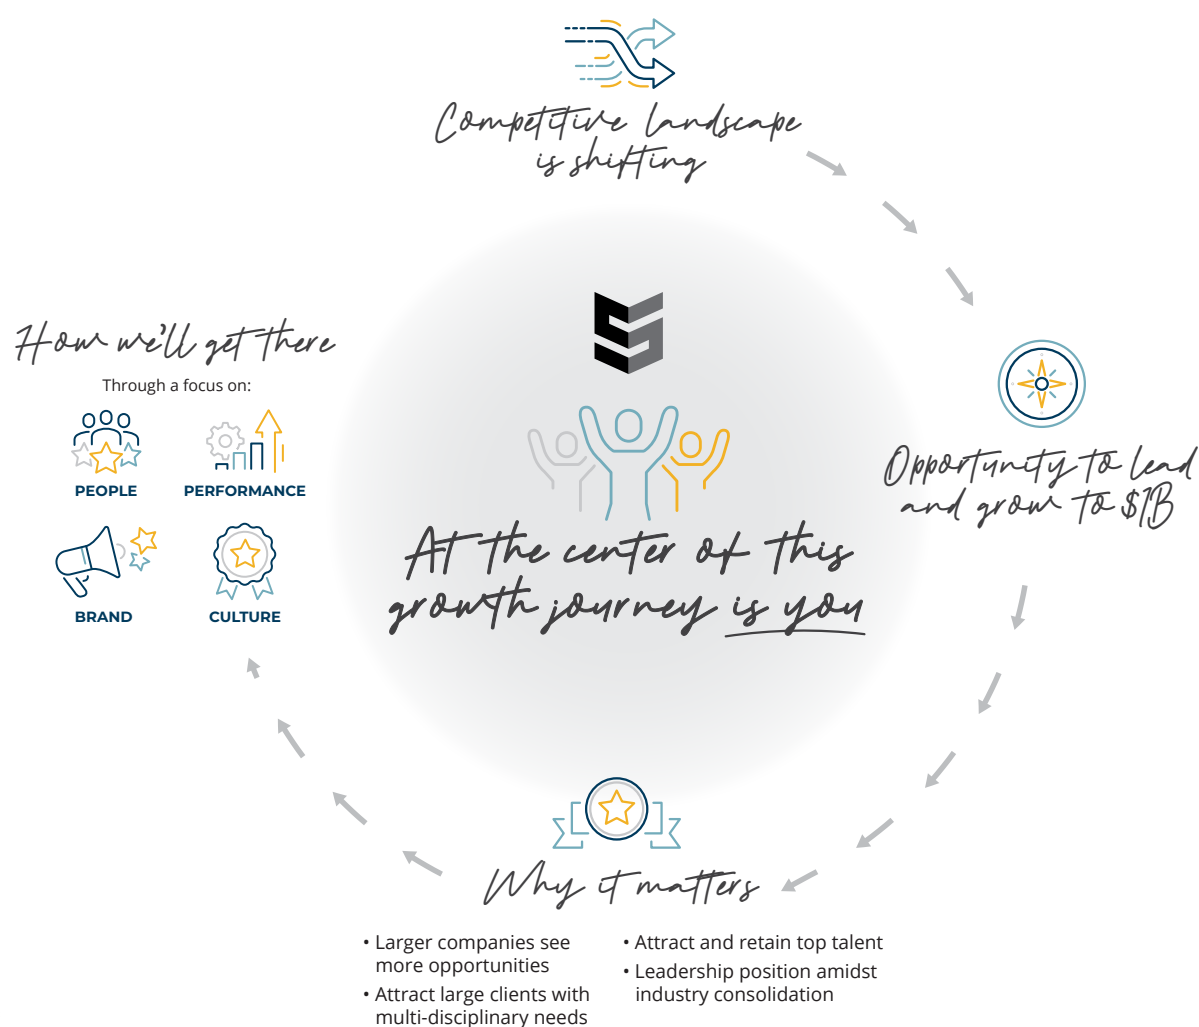 Competitive landscape
is shifting
Opportunity to lead
and grow to $1B
At the center of this
growth journey is you
Why it matters
• Larger companies see
more opportunities
• Attract large clients with
multi-disciplinary needs
• Attract and retain top talent
• Leadership position amidst
industry consolidation
How we'll get there
Through a focus on:
PEOPLE
PERFORMANCE
BRAND
CULTURE